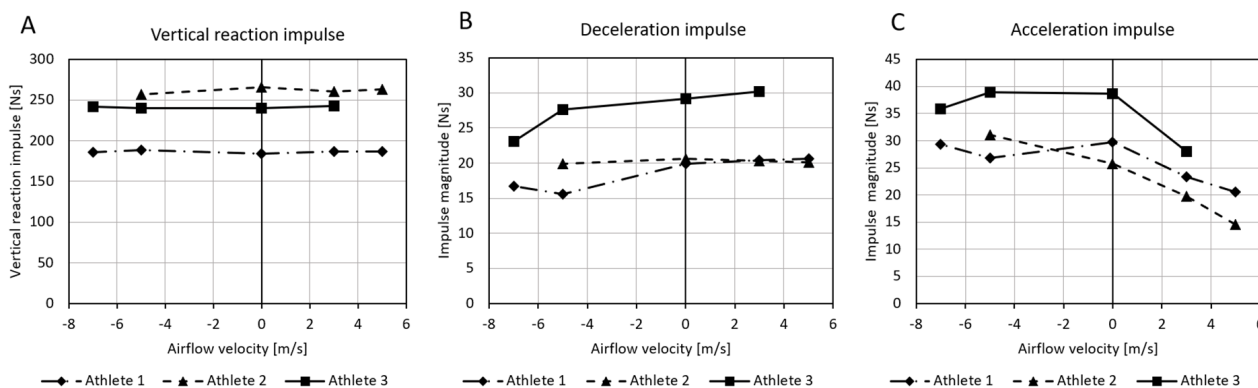 A
Vertical reaction impulse
Vertical reaction impulse [Ns]
300
250
200
150
100
50
0
-8 -6 -4 -2 0 2 4 6
Airflow velocity [m/s]
Athlete 1 Athlete 2 Athlete 3
B
Deceleration impulse
Impulse magnitude [Ns]
35
30
25
20
15
10
5
0
-8 -6 -4 -2 0 2 4 6
Airflow velocity [m/s]
Athlete 1 Athlete 2 Athlete 3
C
Acceleration impulse
Impulse magnitude [Ns]
45
40
35
30
25
20
15
10
5
0
-8 -6 -4 -2 0 2 4 6
Airflow velocity [m/s]
Athlete 1 Athlete 2 Athlete 3